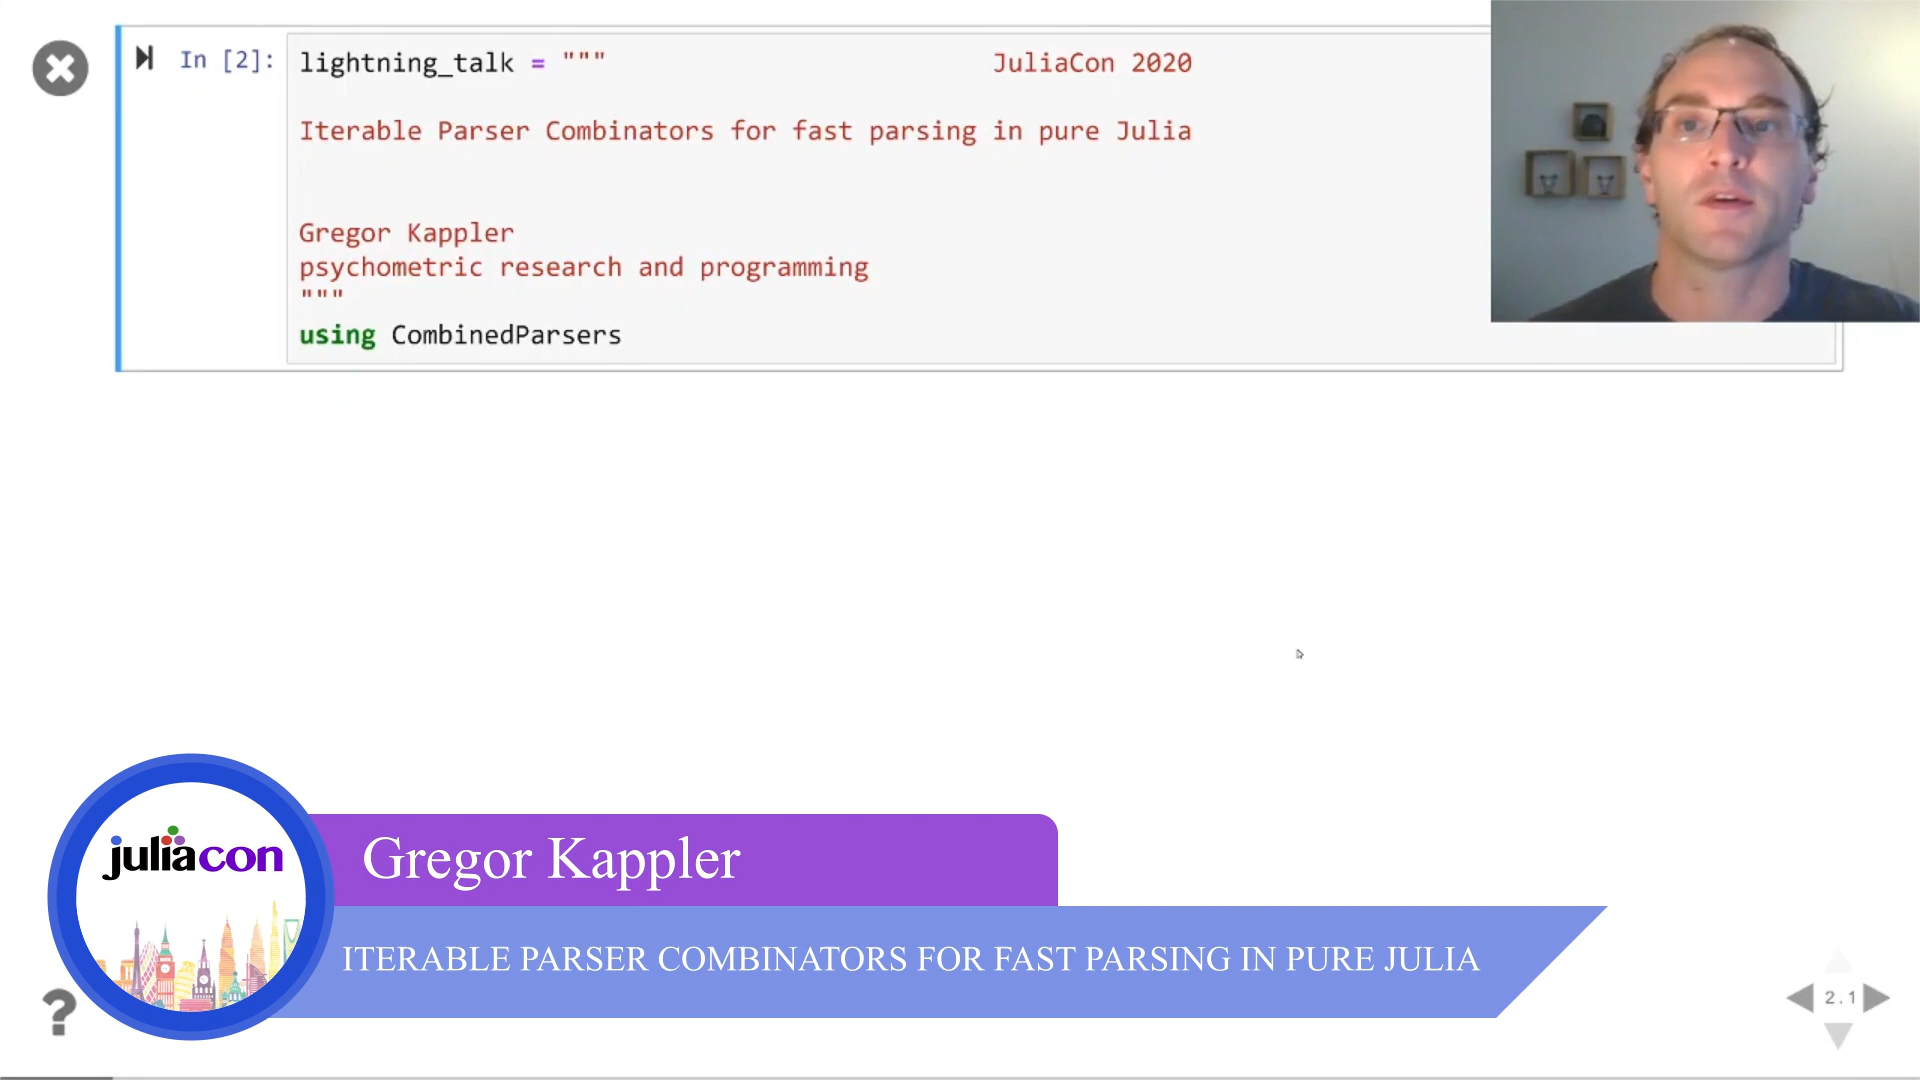 In [2]:
lightning_talk = """ JuliaCon 2020
Iterable Parser Combinators for fast parsing in pure Julia
Gregor Kappler
psychometric research and programming
"""
using CombinedParsers
juliacon
Gregor Kappler
ITERABLE PARSER COMBINATORS FOR FAST PARSING IN PURE JULIA
?
2.1